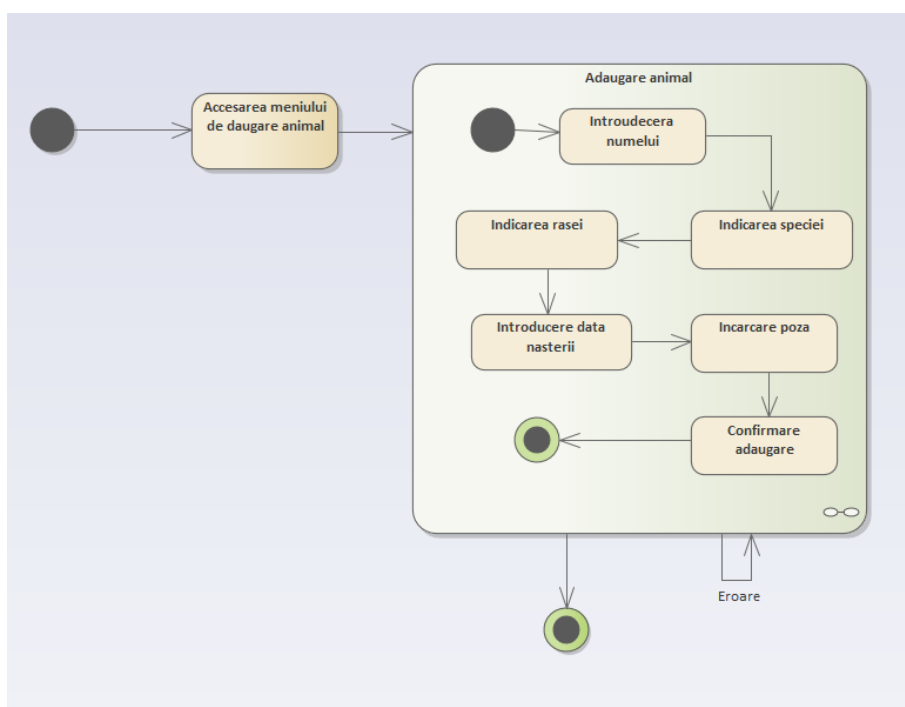 Adaugare animal
Accesarea meniului
de daugare animal
Introudecera
numelui
Indicarea rasei
Indicarea speciei
Introducere data
nasterii
Incarcare poza
Confirmare
adaugare
Eroare